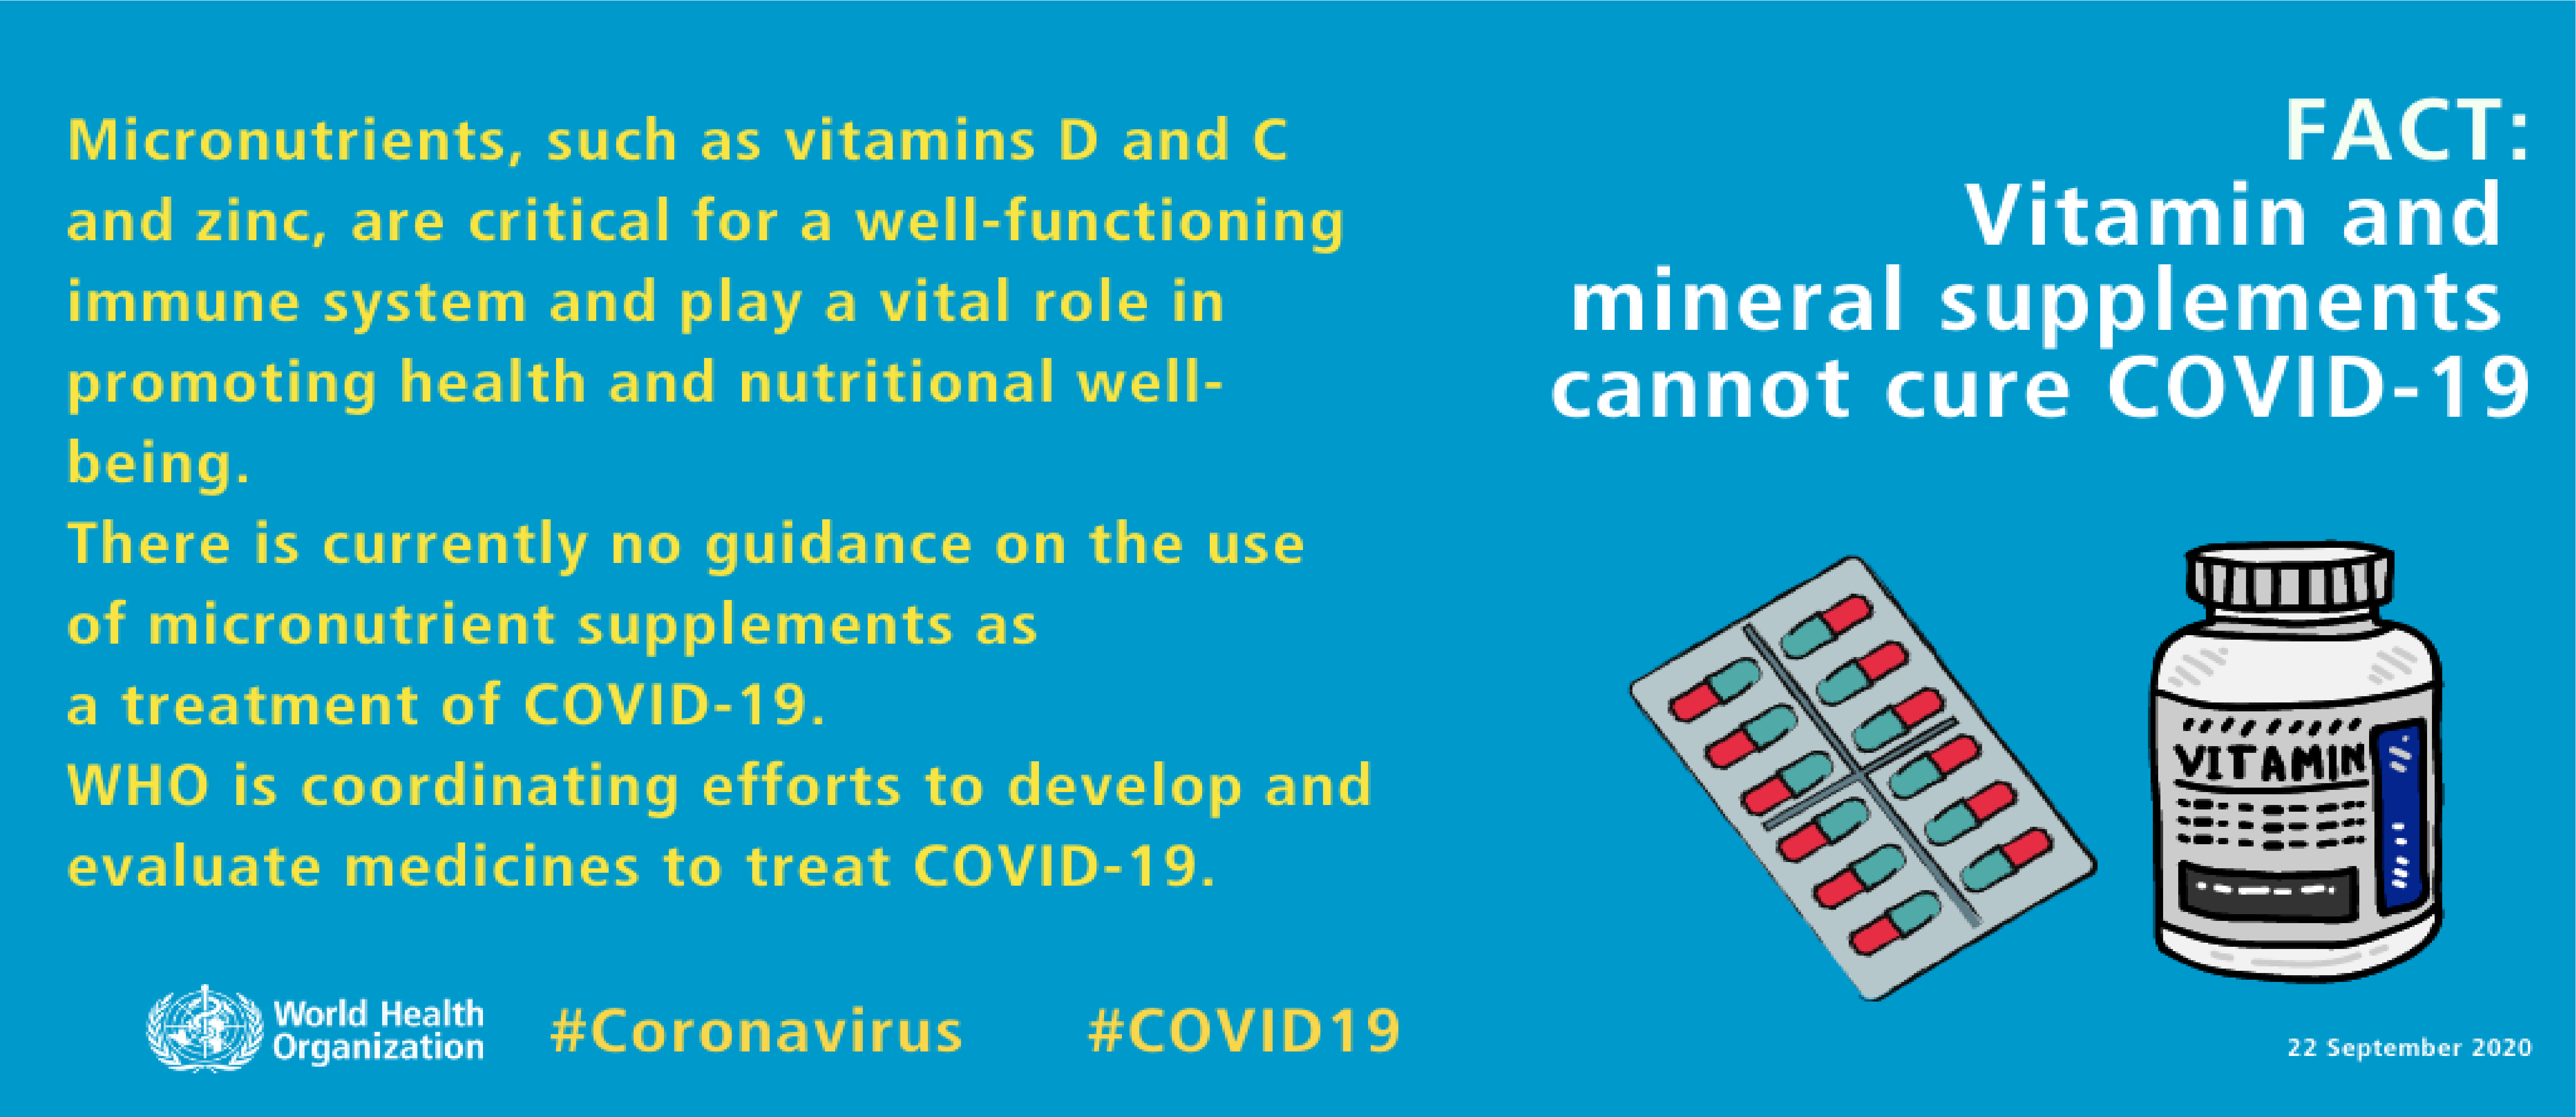 Micronutrients, such as vitamins D and C
and zinc, are critical for a well-functioning
immune system and play a vital role in
promoting health and nutritional well-
being.
There is currently no guidance on the use
of micronutrient supplements as
a treatment of COVID-19.
WHO is coordinating efforts to develop and
evaluate medicines to treat COVID-19.
FACT:
Vitamin and
mineral supplements
cannot cure COVID-19
VITAMIN
World Health
Organization
#Coronavirus #COVID19
22 September 2020